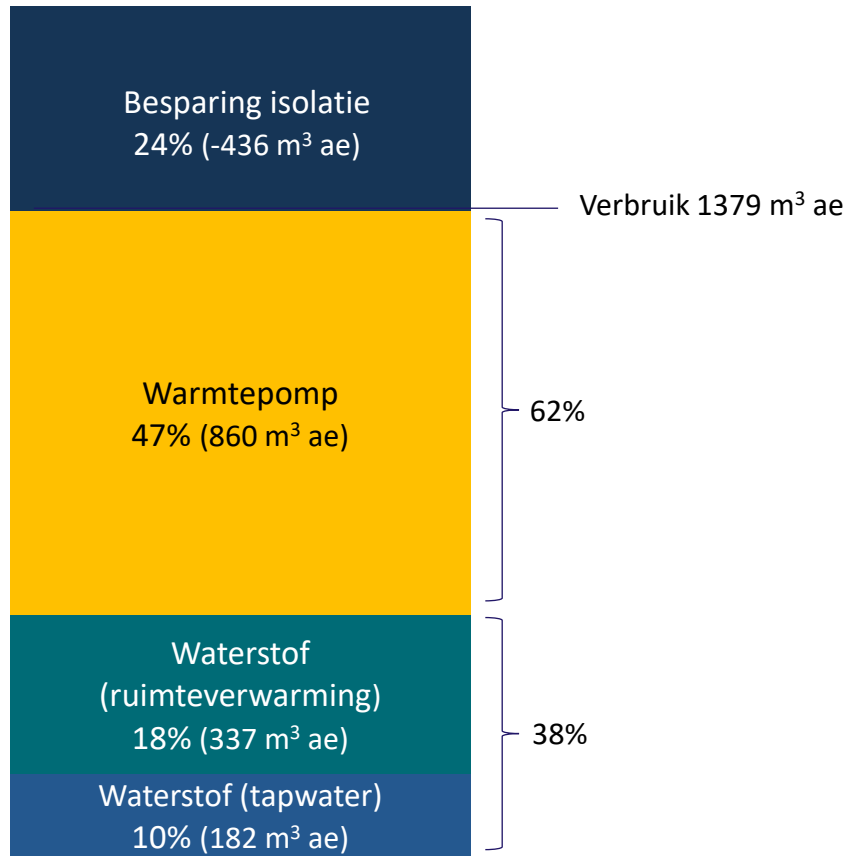 Besparing isolatie
24% (-436 m³ ae)
Verbruik 1379 m³ ae
Warmtepomp
47% (860 m³ ae)
62%
Waterstof
(ruimteverwarming)
18% (337 m³ ae)
38%
Waterstof (tapwater)
10% (182 m³ ae)